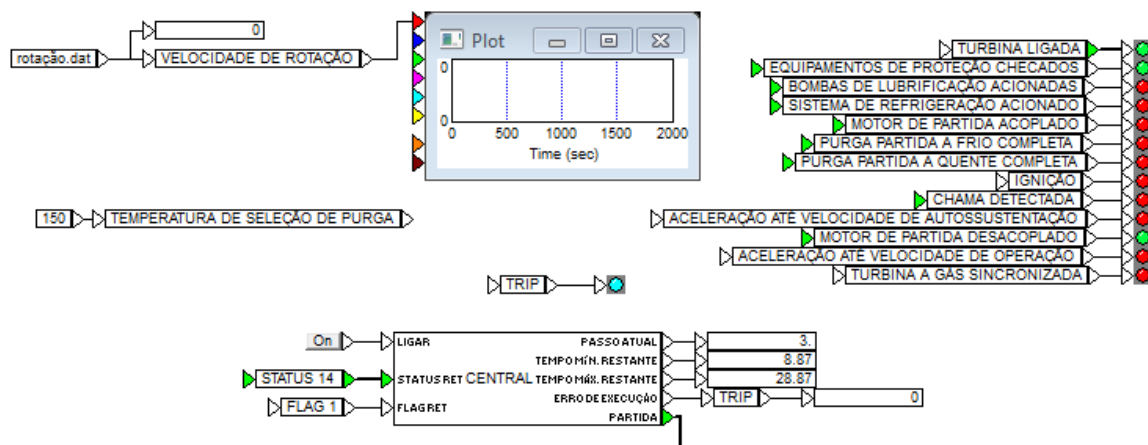 0
rotação.dat
VELOCIDADE DE ROTAÇÃO
Plot
0
0
0 500 1000 1500 2000
Time (sec)
TURBINA LIGADA
EQUIPAMENTOS DE PROTEÇÃO CHECADOS
BOMBAS DE LUBRIFICAÇÃO ACIONADAS
SISTEMA DE REFRIGERAÇÃO ACIONADO
MOTOR DE PARTIDA ACOPLADO
PURGA PARTIDA A FRIO COMPLETA
PURGA PARTIDA A QUENTE COMPLETA
IGNIÇÃO
CHAMA DETECTADA
ACELERAÇÃO ATÉ VELOCIDADE DE AUTOSSUSTENTAÇÃO
MOTOR DE PARTIDA DESACOPLADO
ACELERAÇÃO ATÉ VELOCIDADE DE OPERAÇÃO
TURBINA A GÁS SINCRONIZADA
150
TEMPERATURA DE SELEÇÃO DE PURGA
TRIP
On
LIGAR
STATUS 14
STATUS RET
FLAG 1
FLAG RET
CENTRAL
PASSO ATUAL
3.
TEMPO MÍN. RESTANTE
8.87
TEMPO MÁX. RESTANTE
28.87
ERRO DE EXECUÇÃO
TRIP
0
PARTIDA